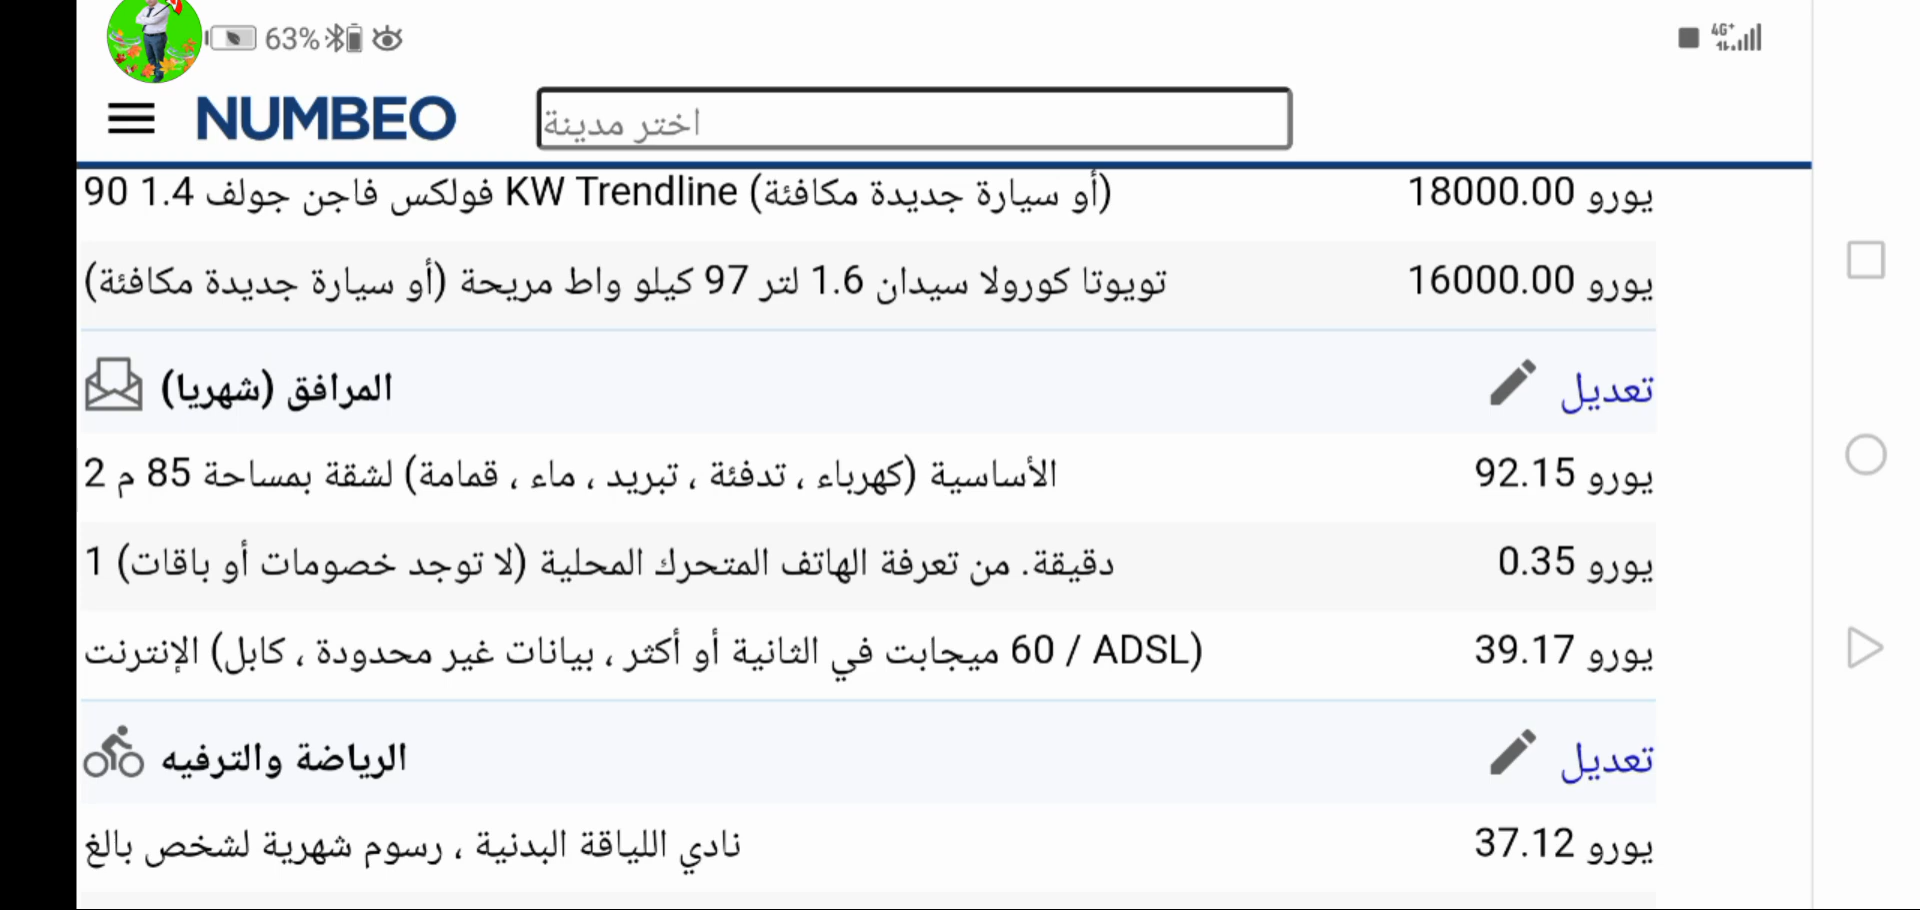 63%
4G+
NUMBEO
اختر مدينة
فولكس فاجن جولف 1.4 90 KW Trendline (أو سيارة جديدة مكافئة)
18000.00 يورو
تويوتا كورولا سيدان 1.6 لتر 97 كيلو واط مريحة (أو سيارة جديدة مكافئة)
16000.00 يورو
المرافق (شهريا)
تعديل
الأساسية (كهرباء ، تدفئة ، تبريد ، ماء ، قمامة) لشقة بمساحة 85 م 2
92.15 يورو
1 دقيقة. من تعرفة الهاتف المتحرك المحلية (لا توجد خصومات أو باقات)
0.35 يورو
الإنترنت (60 ميجابت في الثانية أو أكثر ، بيانات غير محدودة ، كابل / ADSL)
39.17 يورو
الرياضة والترفيه
تعديل
نادي اللياقة البدنية ، رسوم شهرية لشخص بالغ
37.12 يورو